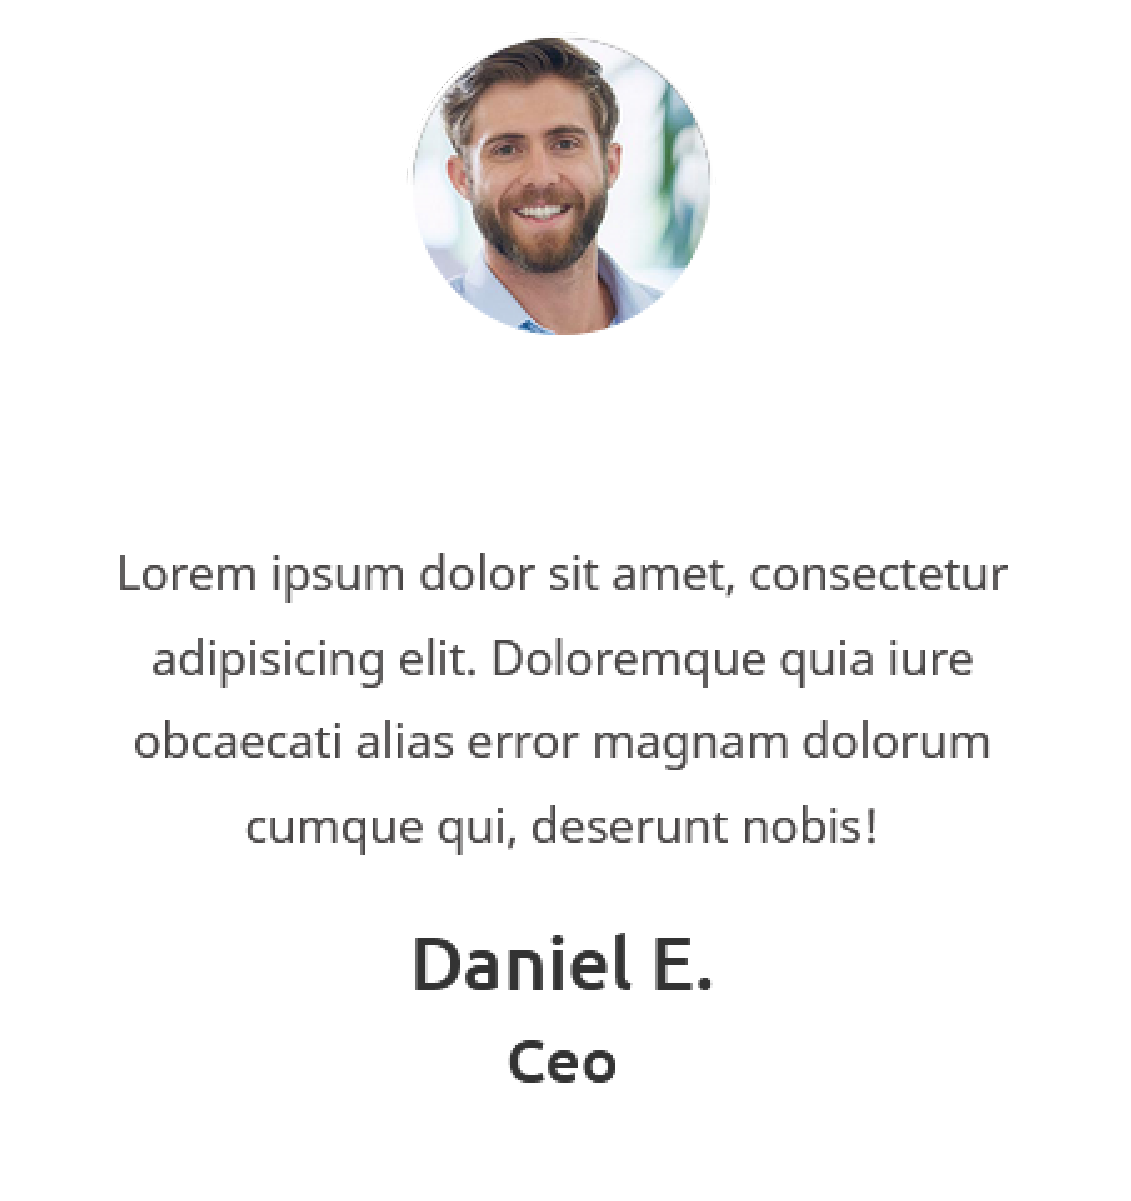 Lorem ipsum dolor sit amet, consectetur
adipisicing elit. Doloremque quia iure
obcaecati alias error magnam dolorum
cumque qui, deserunt nobis!
Daniel E.
Ceo